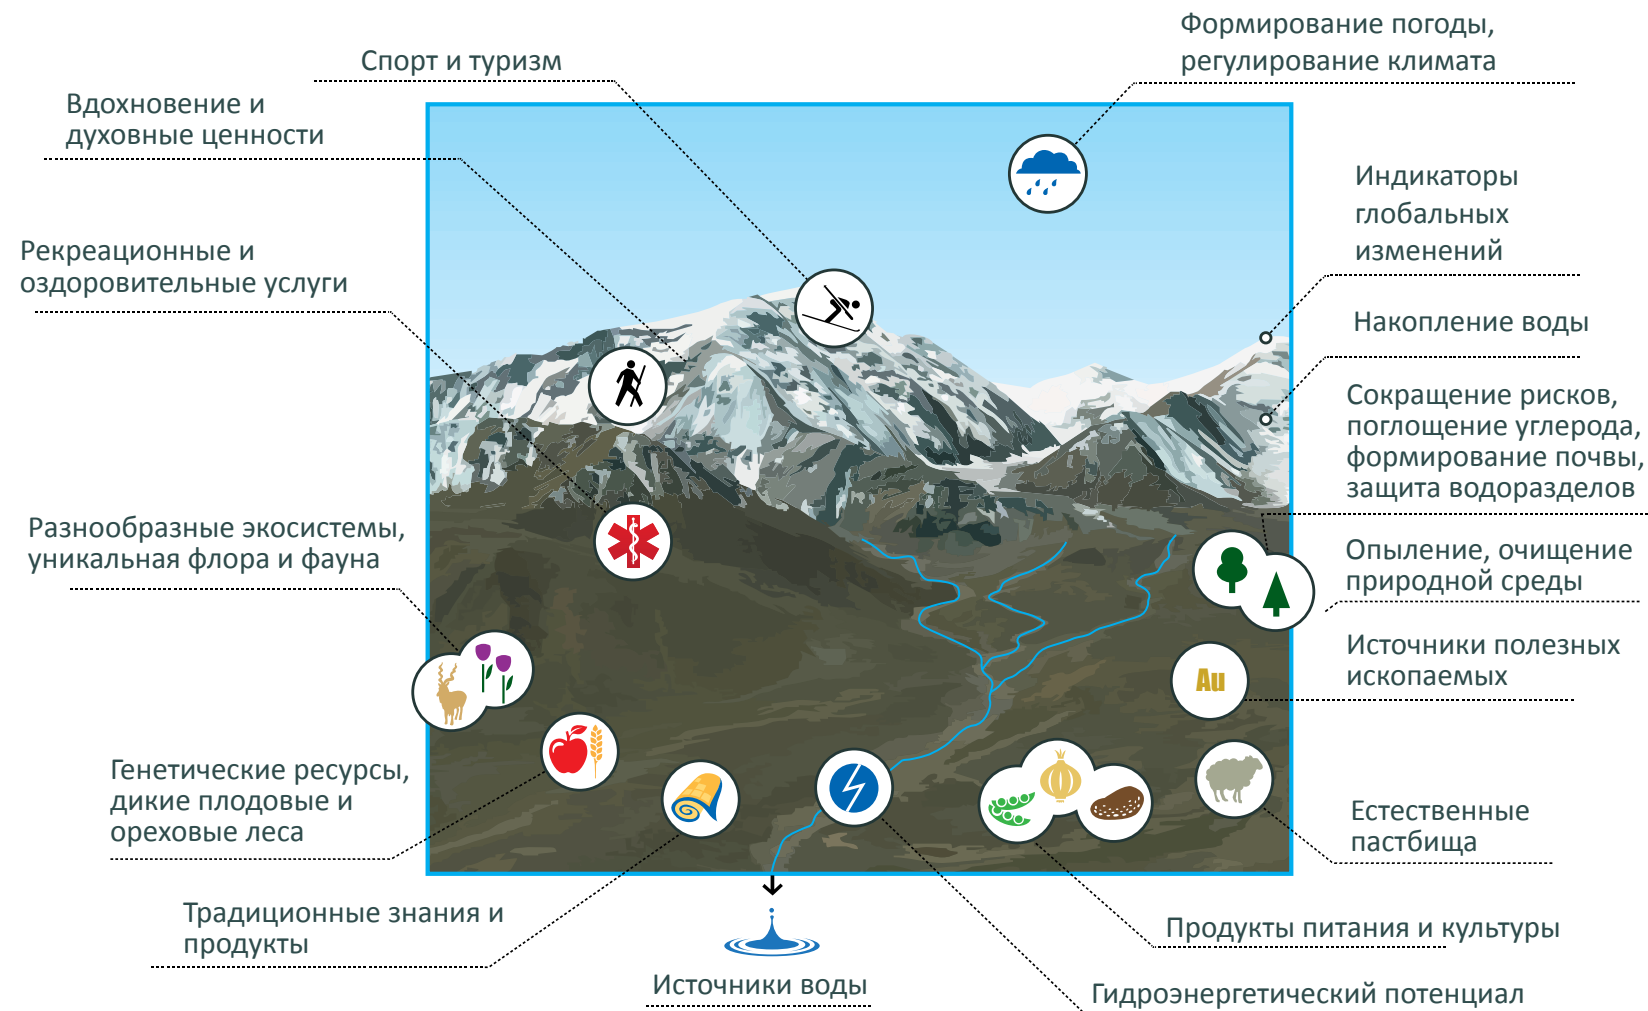 Формирование погоды,
регулирование климата
Спорт и туризм
Вдохновение и
духовные ценности
Индикаторы
глобальных
изменений
Рекреационные и
оздоровительные услуги
Накопление воды
Сокращение рисков,
поглощение углерода,
формирование почвы,
защита водоразделов
Разнообразные экосистемы,
уникальная флора и фауна
Опыление, очищение
природной среды
Источники полезных
ископаемых
Au
Генетические ресурсы,
дикие плодовые и
ореховые леса
Естественные
пастбища
Традиционные знания и
продукты
Продукты питания и культуры
Источники воды
Гидроэнергетический потенциал